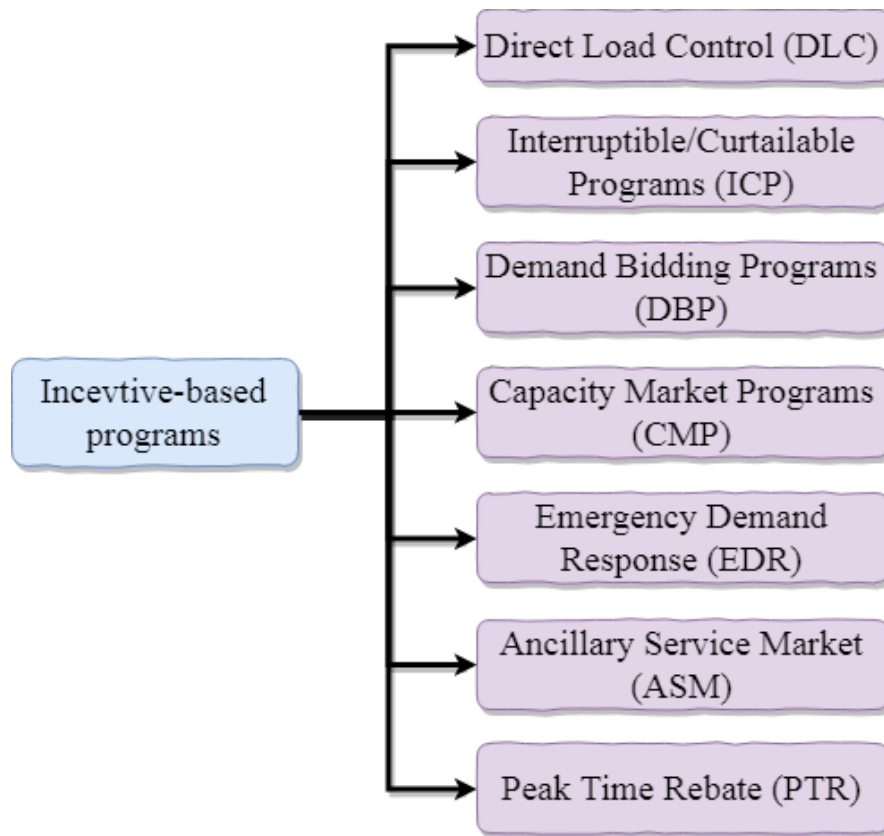 Direct Load Control (DLC)
Interruptible/Curtailable
Programs (ICP)
Demand Bidding Programs
(DBP)
Incevtive-based
programs
Capacity Market Programs
(CMP)
Emergency Demand
Response (EDR)
Ancillary Service Market
(ASM)
Peak Time Rebate (PTR)